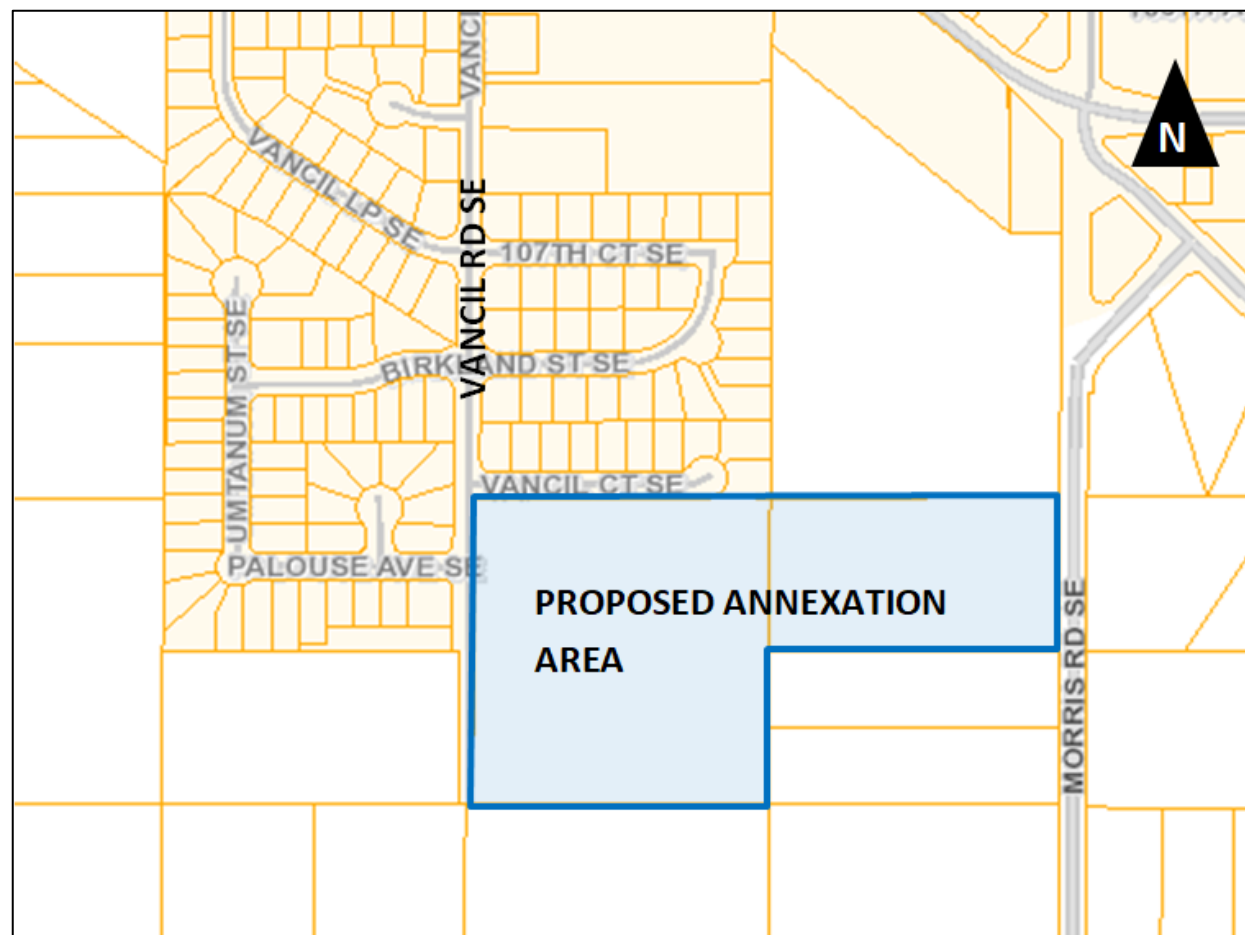 VANCI
N
VANCIL LP SE
VANCIL RD SE
107TH CT SE
UMTANUM ST SE
BIRKLAND ST SE
VANCIL CT SE
PALOUSE AVE SE
PROPOSED ANNEXATION
AREA
MORRIS RD SE